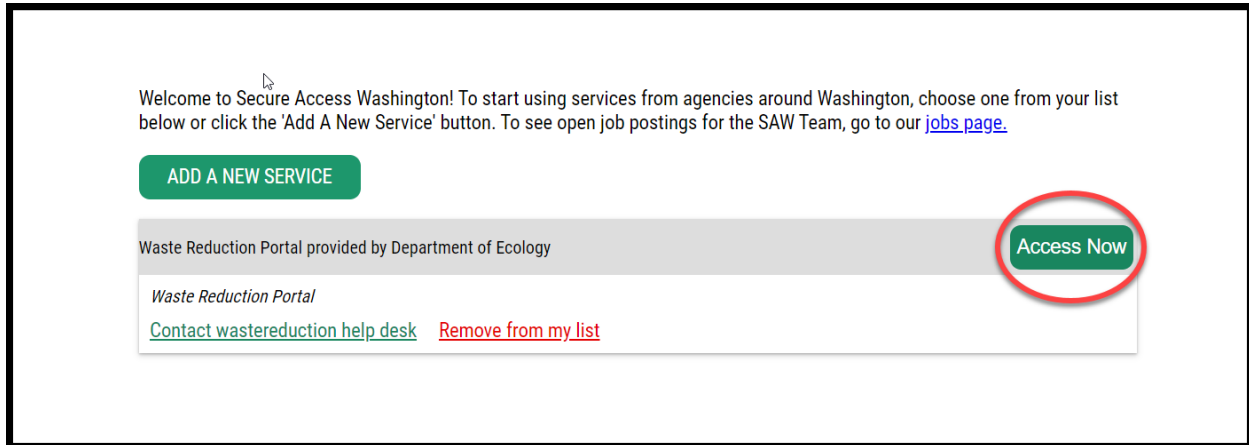 Welcome to Secure Access Washington! To start using services from agencies around Washington, choose one from your list
below or click the 'Add A New Service' button. To see open job postings for the SAW Team, go to our jobs page.
ADD A NEW SERVICE
Waste Reduction Portal provided by Department of Ecology
Access Now
Waste Reduction Portal
Contact wastereduction help desk Remove from my list